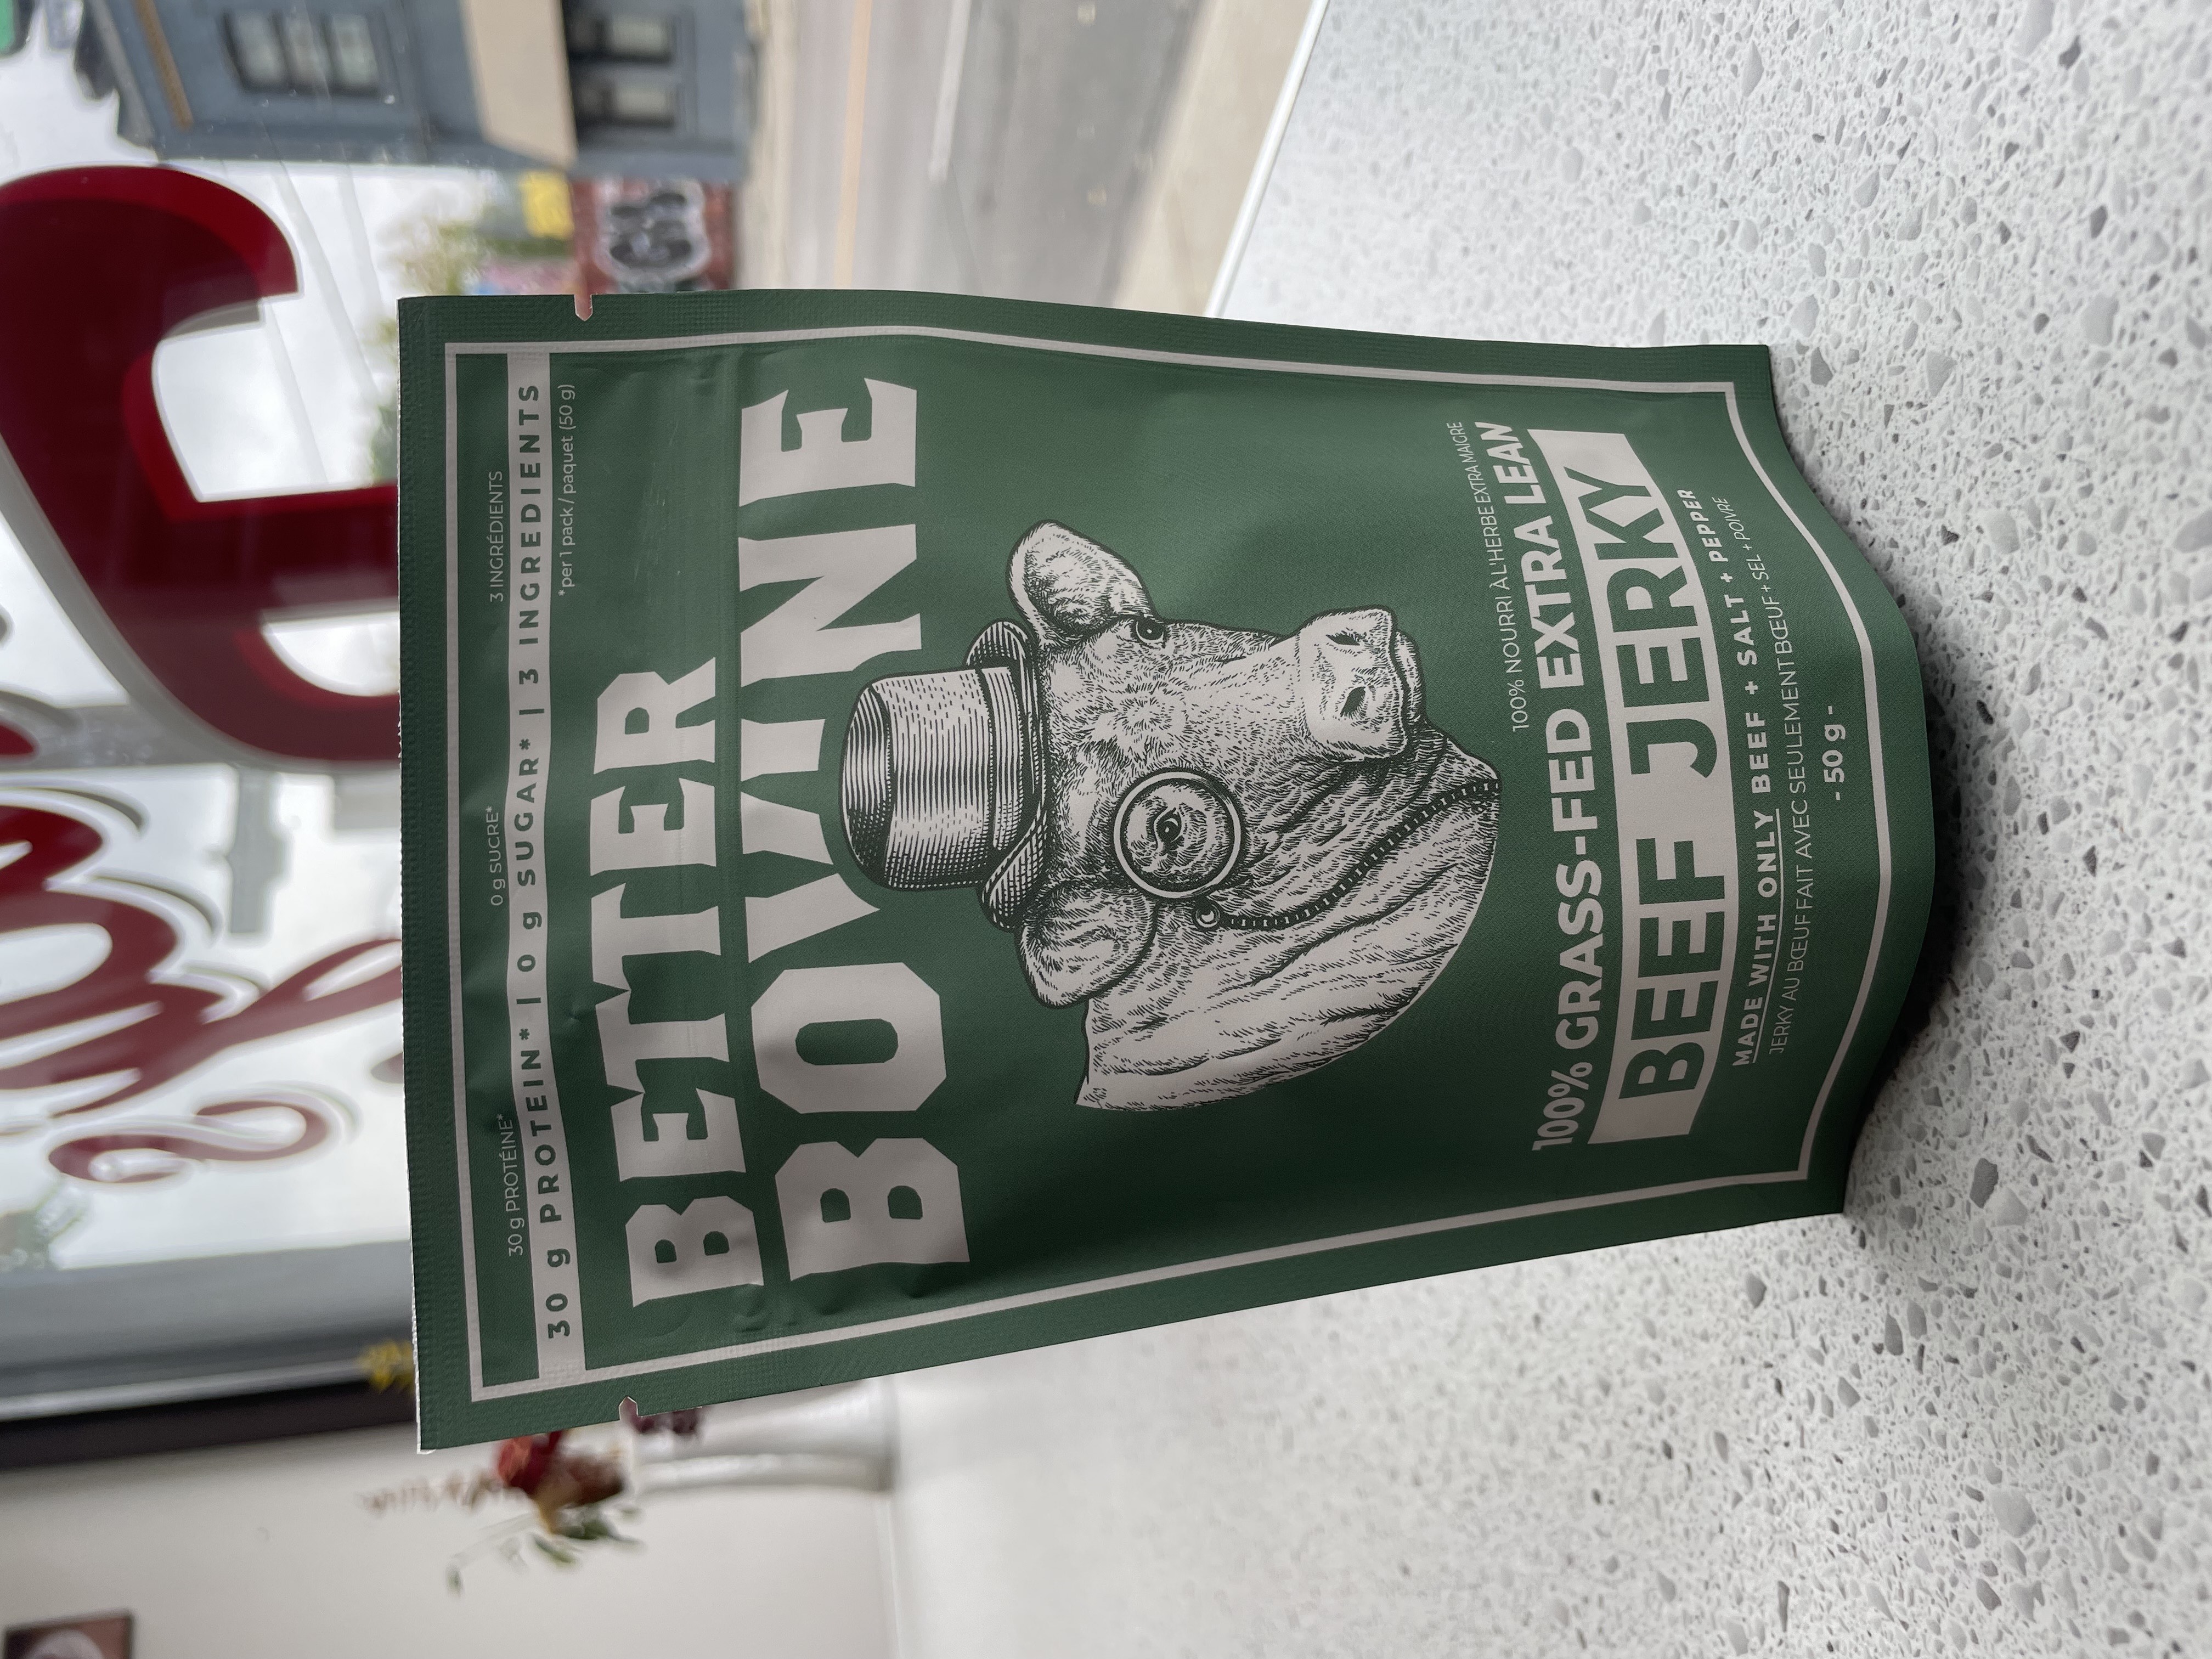 30 g PROTÉINE* 0 g SUCRE* 3 INGRÉDIENTS
30 g PROTEIN* | 0 g SUGAR* | 3 INGREDIENTS
*per 1 pack / paquet (50 g)
BETTER
BOVINE
100% NOURRI À L'HERBE EXTRA MAIGRE
100% GRASS-FED EXTRA LEAN
BEEF JERKY
MADE WITH ONLY BEEF + SALT + PEPPER
JERKY AU BŒUF FAIT AVEC SEULEMENT BŒUF + SEL + POIVRE
- 50 g -